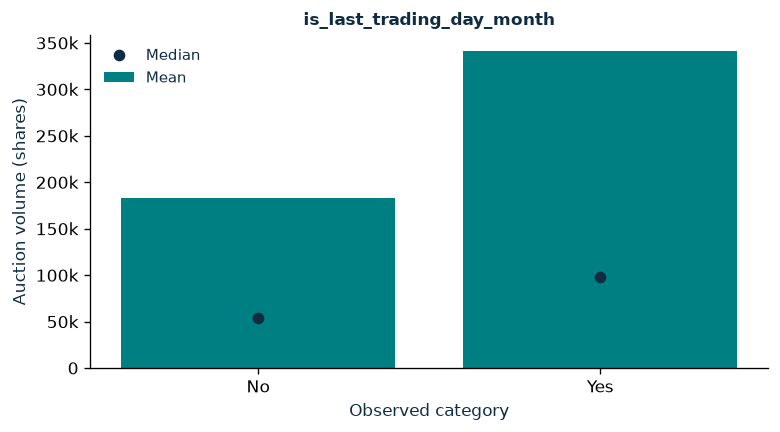 is_last_trading_day_month
Median
Mean
Auction volume (shares)
350k
300k
250k
200k
150k
100k
50k
0
No
Yes
Observed category